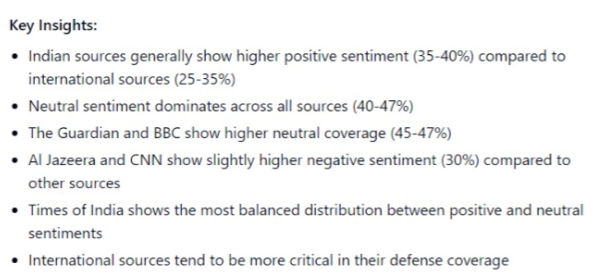 Key Insights:
• Indian sources generally show higher positive sentiment (35-40%) compared to
international sources (25-35%)
• Neutral sentiment dominates across all sources (40-47%)
• The Guardian and BBC show higher neutral coverage (45-47%)
• Al Jazeera and CNN show slightly higher negative sentiment (30%) compared to
other sources
• Times of India shows the most balanced distribution between positive and neutral
sentiments
• International sources tend to be more critical in their defense coverage